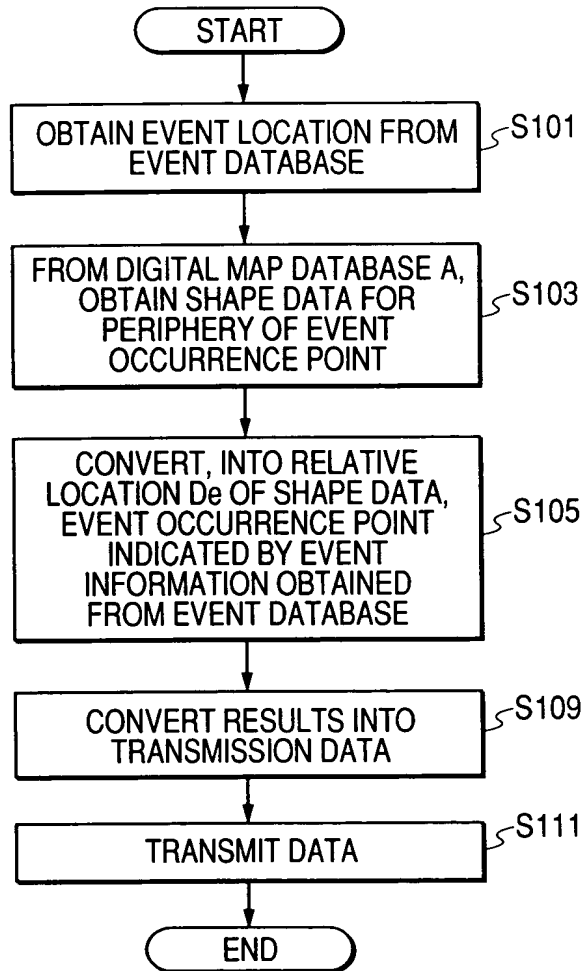 START
OBTAIN EVENT LOCATION FROM
EVENT DATABASE
S101
FROM DIGITAL MAP DATABASE A,
OBTAIN SHAPE DATA FOR
PERIPHERY OF EVENT
OCCURRENCE POINT
S103
CONVERT, INTO RELATIVE
LOCATION De OF SHAPE DATA,
EVENT OCCURRENCE POINT
INDICATED BY EVENT
INFORMATION OBTAINED
FROM EVENT DATABASE
S105
CONVERT RESULTS INTO
TRANSMISSION DATA
S109
TRANSMIT DATA
S111
END